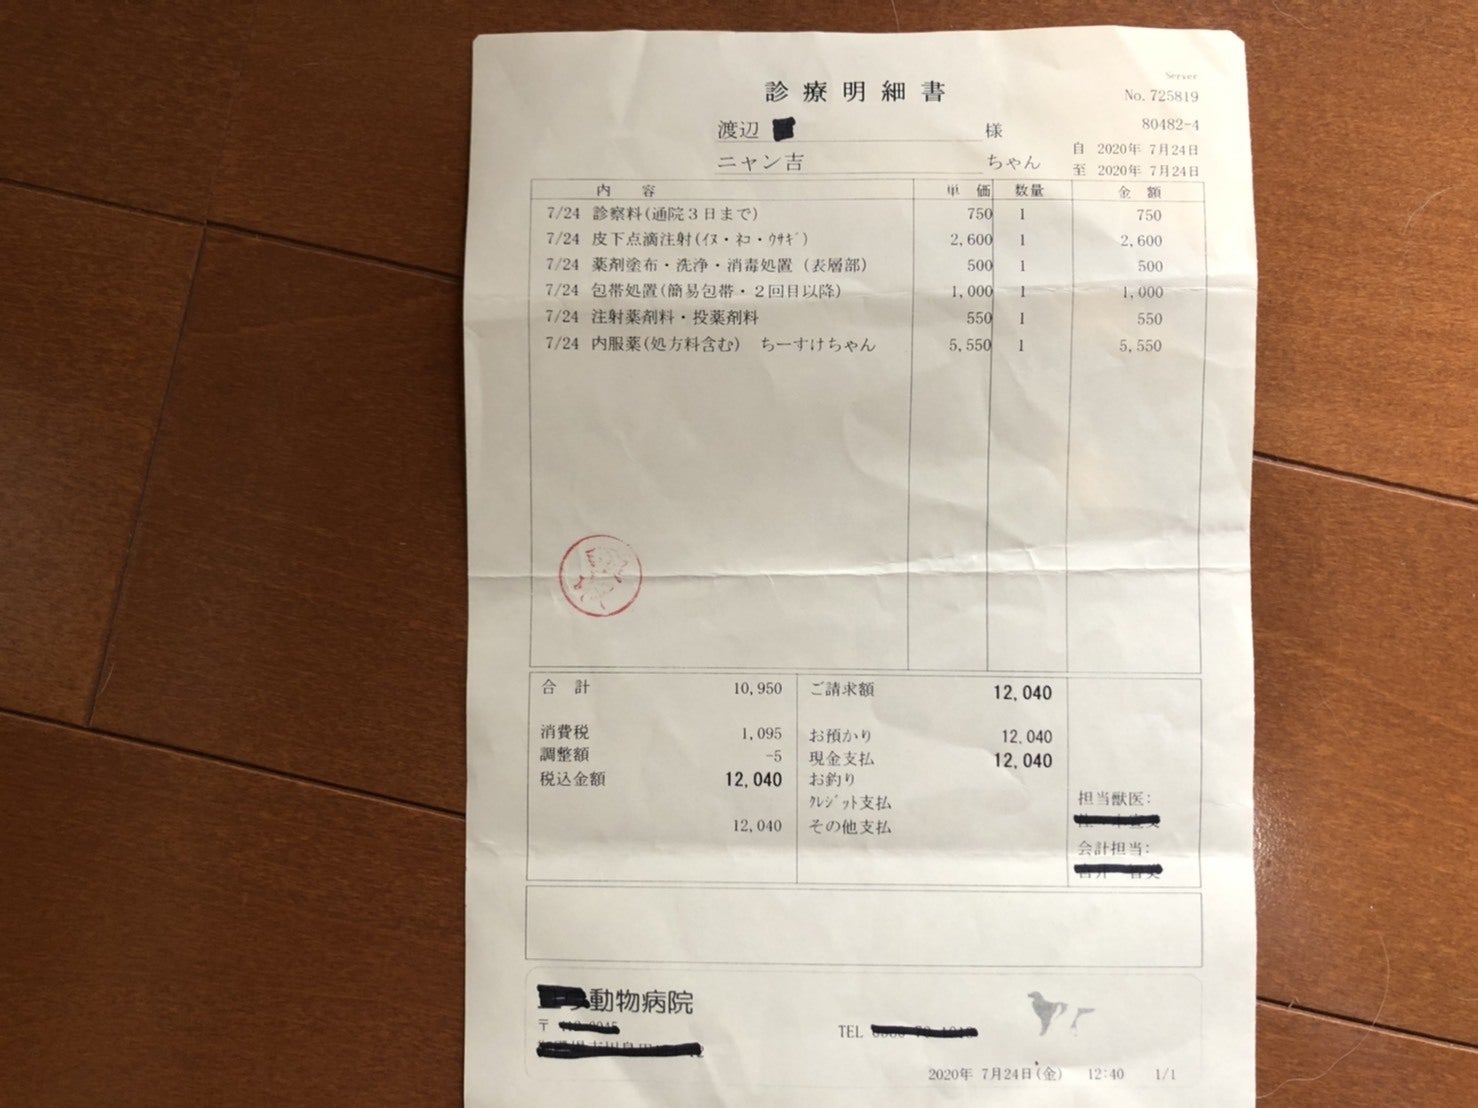 Server
診療明細書
No. 725819
渡辺 様
80482-4
ニャン吉 ちゃん
自 2020年 7月24日
至 2020年 7月24日
内 容 単 価 数量 金 額
7/24 診察料(通院３日まで) 750 1 750
7/24 皮下点滴注射(ｲﾇ・ﾈｺ・ｳｻｷﾞ) 2,600 1 2,600
7/24 薬剤塗布・洗浄・消毒処置（表層部） 500 1 500
7/24 包帯処置(簡易包帯・２回目以降) 1,000 1 1,000
7/24 注射薬剤料・投薬剤料 550 1 550
7/24 内服薬(処方料含む) ちーすけちゃん 5,550 1 5,550
合 計 10,950 ご請求額 12,040
消費税 1,095 お預かり 12,040
調整額 -5 現金支払 12,040
税込金額 12,040 お釣り
ｸﾚｼﾞｯﾄ支払
12,040 その他支払
担当獣医:
会計担当:
動物病院
〒
TEL
2020年 7月24日(金) 12:40 1/1